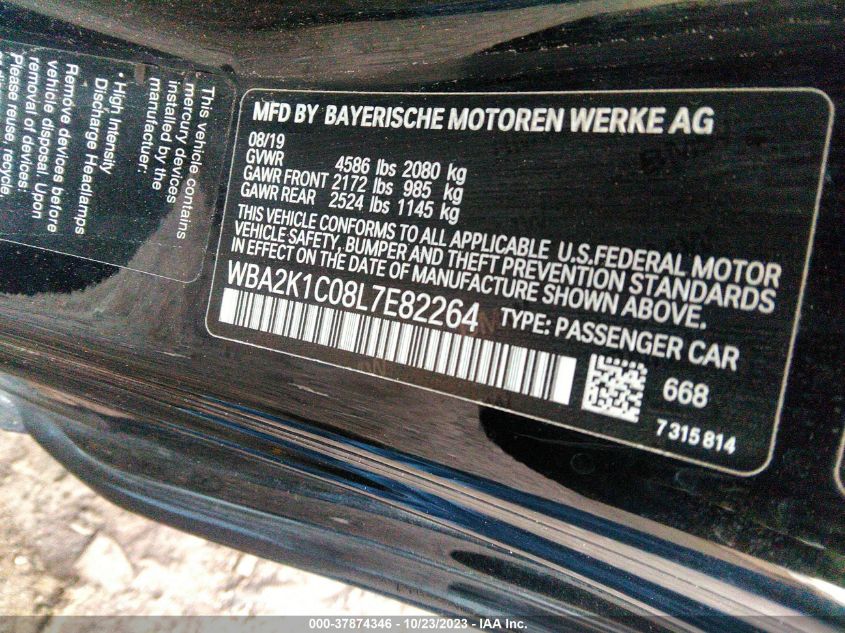 This vehicle contains
mercury devices
installed by the
manufactuer:
• High Intensity
Discharge Headlamps
Remove devices before
vehicle disposal. Upon
removal of devices:
Please reuse, recycle,
MFD BY BAYERISCHE MOTOREN WERKE AG
08/19
GVWR 4586 lbs 2080 kg
GAWR FRONT 2172 lbs 985 kg
GAWR REAR 2524 lbs 1145 kg
THIS VEHICLE CONFORMS TO ALL APPLICABLE U.S.FEDERAL MOTOR
VEHICLE SAFETY, BUMPER AND THEFT PREVENTION STANDARDS
IN EFFECT ON THE DATE OF MANUFACTURE SHOWN ABOVE.
WBA2K1C08L7E82264 TYPE: PASSENGER CAR
668
7 315 814
000-37874346 - 10/23/2023 - IAA Inc.